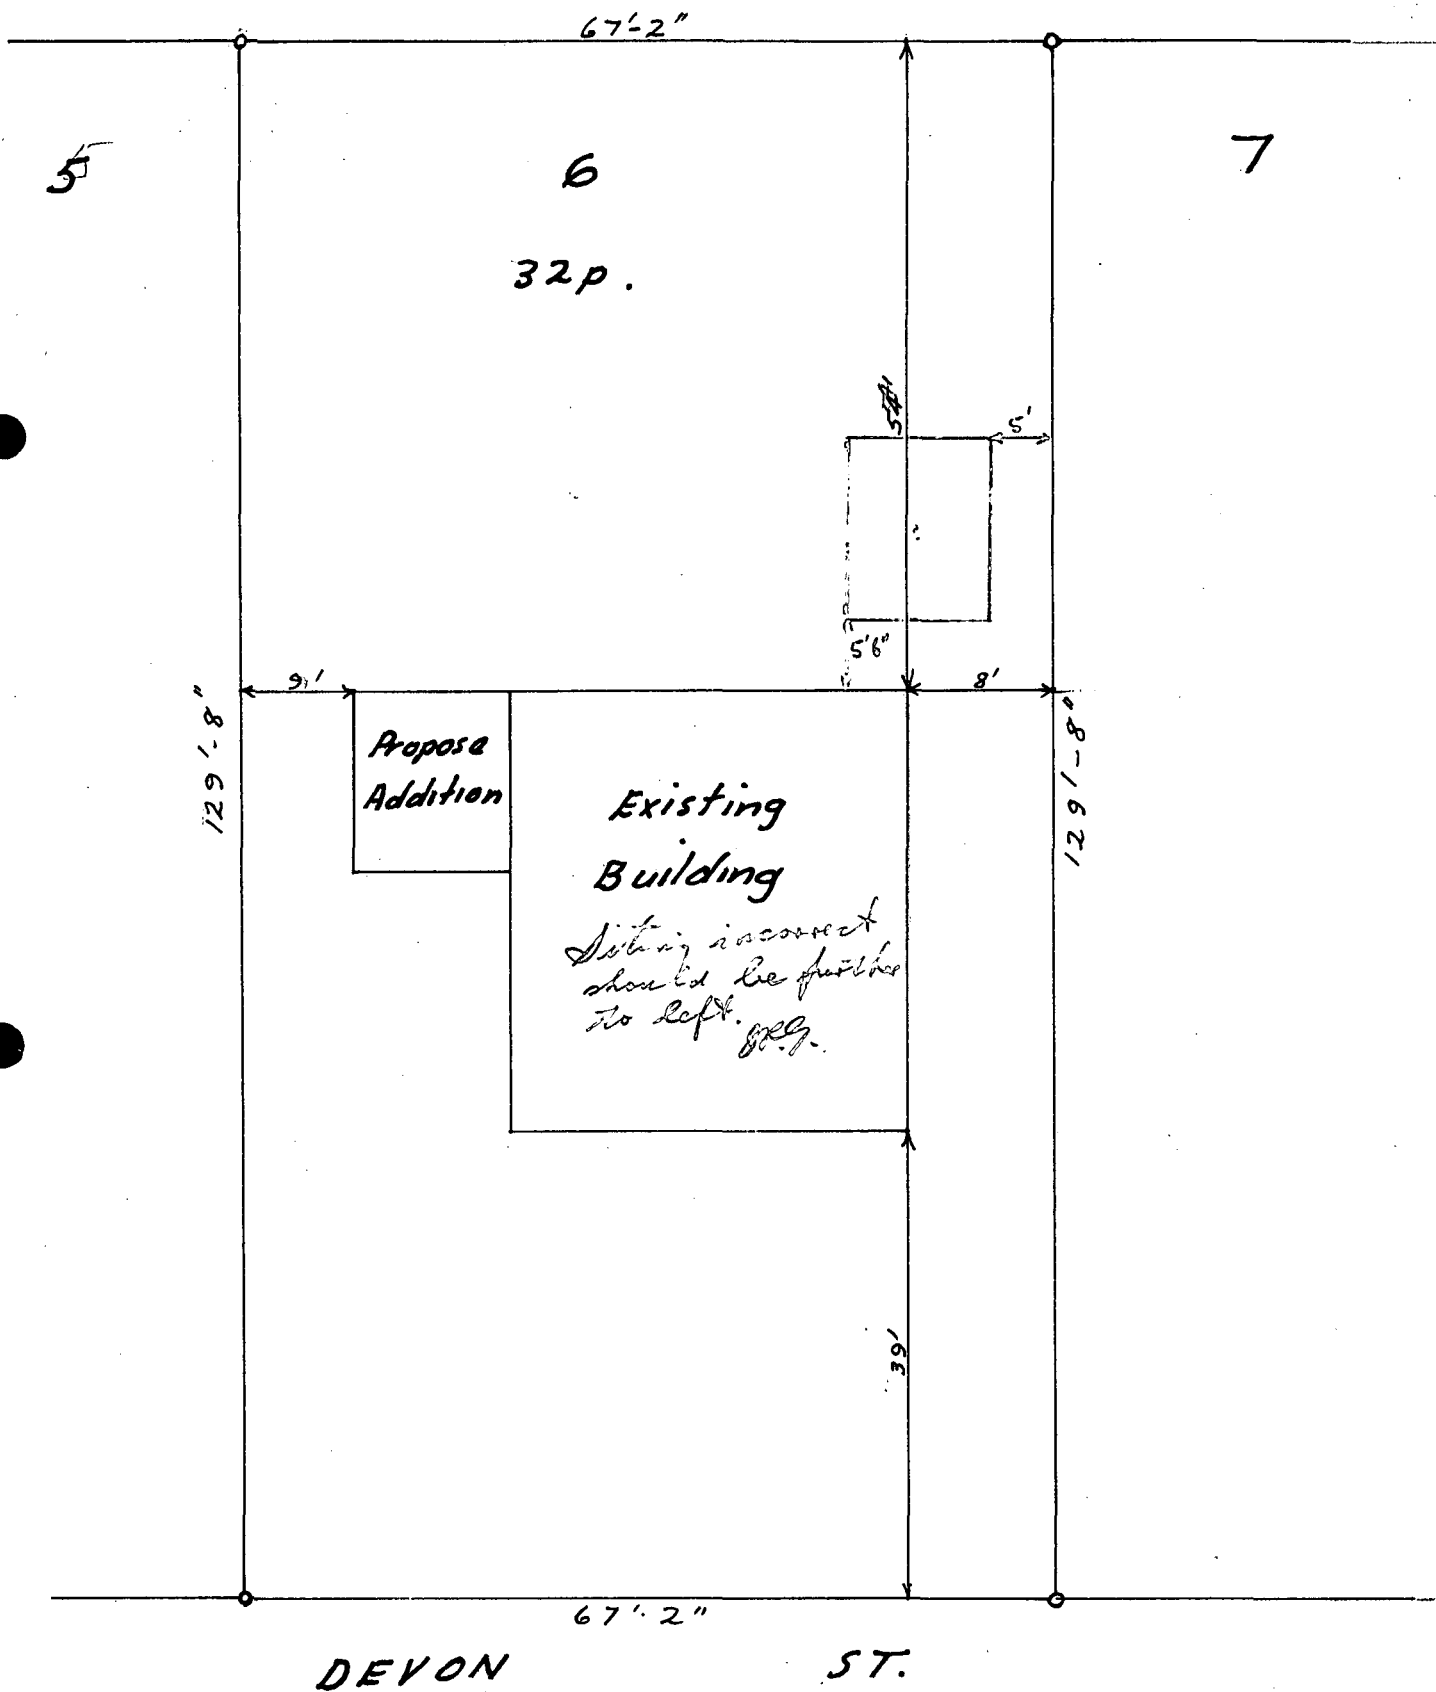 67'-2"
5
6
7
32p.
54'
5'
5'6"
9'
8'
129'-8"
129'-8"
Propose
Addition
Existing
Building
Siting incorrect
should be further
to left.
39'
67'-2"
DEVON ST.